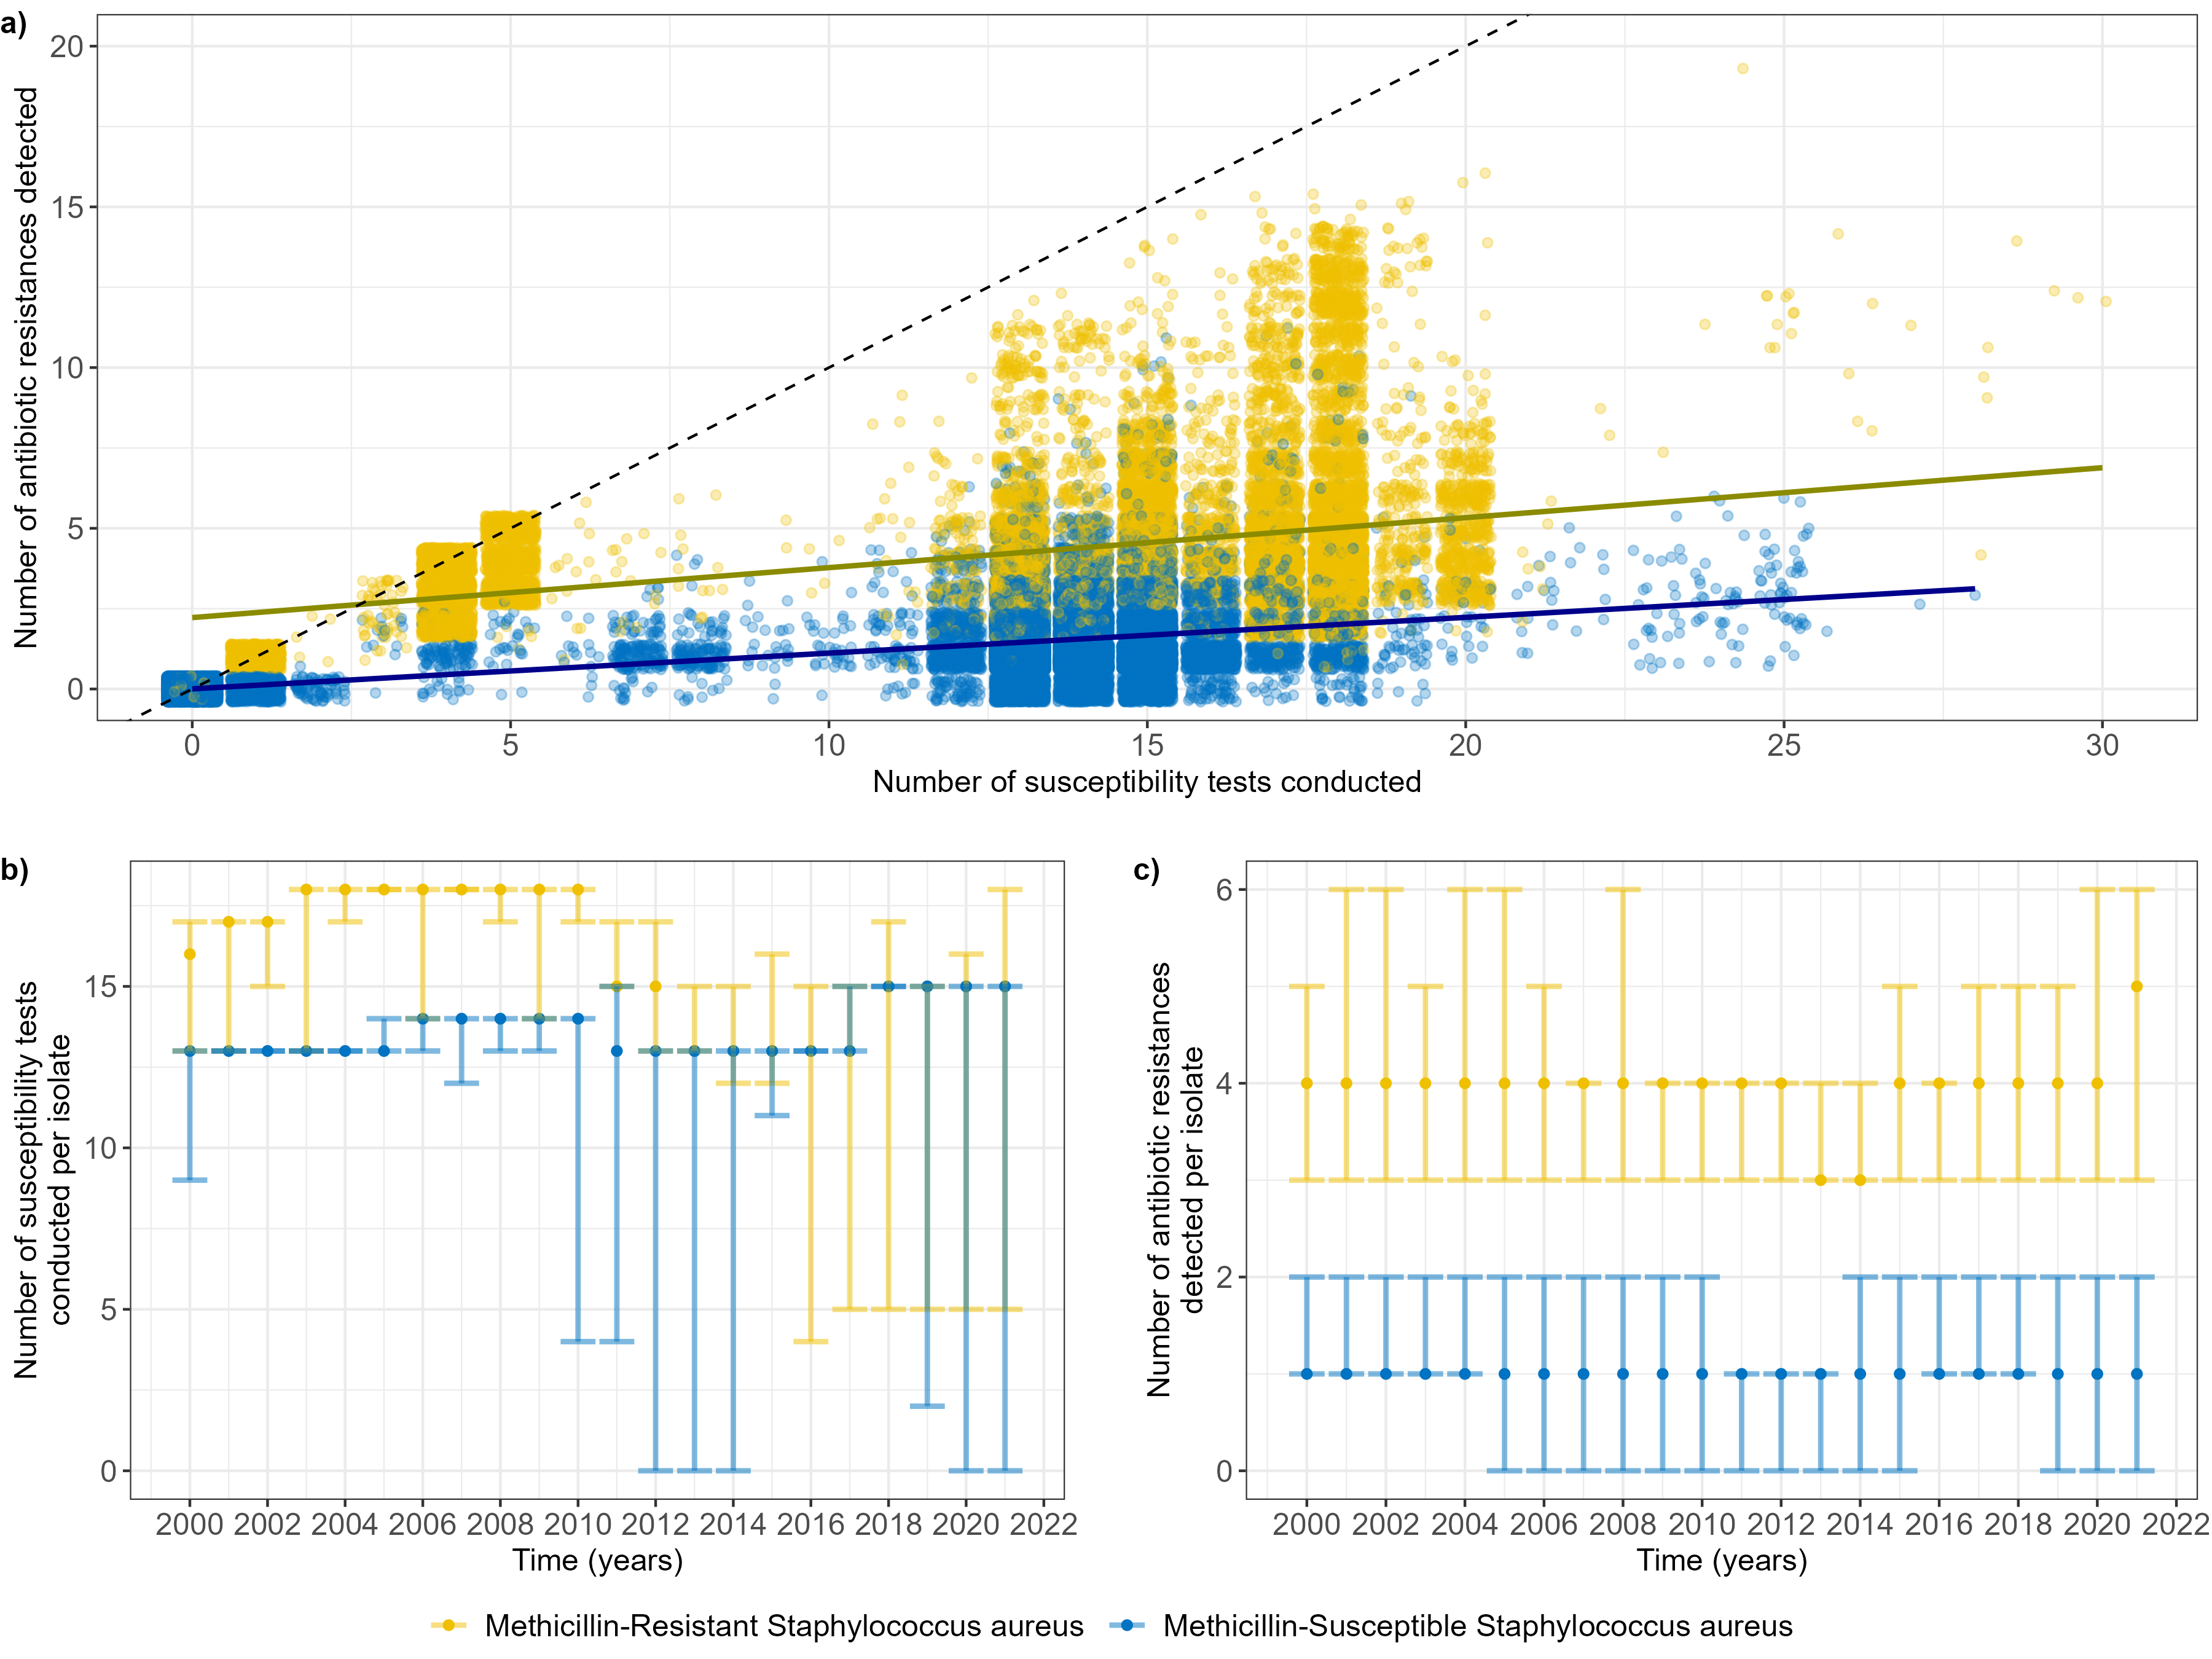 a)
Number of antibiotic resistances detected
20
15
10
5
0
0 5 10 15 20 25 30
Number of susceptibility tests conducted
b)
Number of susceptibility tests
conducted per isolate
15
10
5
0
2000 2002 2004 2006 2008 2010 2012 2014 2016 2018 2020 2022
Time (years)
c)
Number of antibiotic resistances
detected per isolate
6
4
2
0
2000 2002 2004 2006 2008 2010 2012 2014 2016 2018 2020 2022
Time (years)
Methicillin-Resistant Staphylococcus aureus Methicillin-Susceptible Staphylococcus aureus